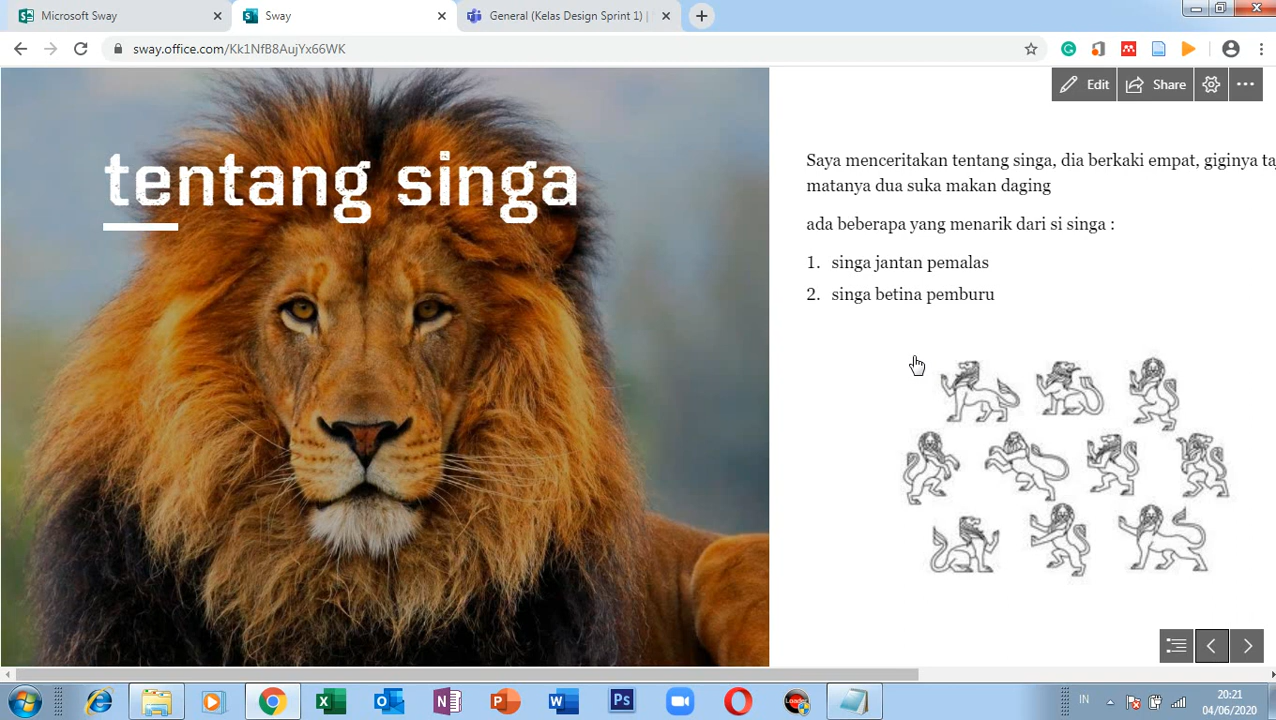 Microsoft Sway
Sway
General (Kelas Design Sprint 1) |
sway.office.com/Kk1NfB8AujYx66WK
Edit
Share
tentang singa
Saya menceritakan tentang singa, dia berkaki empat, giginya ta
matanya dua suka makan daging
ada beberapa yang menarik dari si singa :
1. singa jantan pemalas
2. singa betina pemburu
IN
20:21
04/06/2020